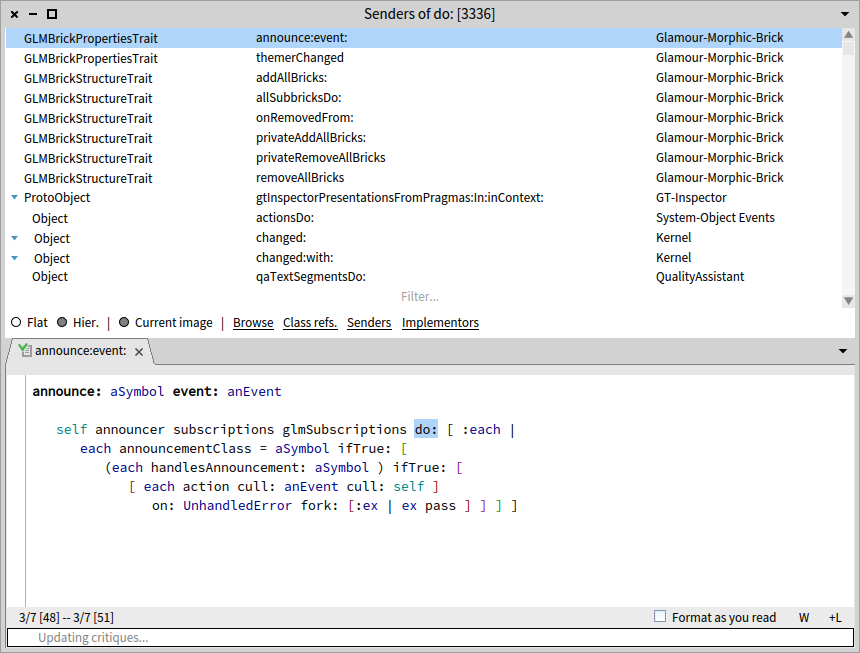 Senders of do: [3336]
GLMBrickPropertiesTrait announce:event: Glamour-Morphic-Brick
GLMBrickPropertiesTrait themerChanged Glamour-Morphic-Brick
GLMBrickStructureTrait addAllBricks: Glamour-Morphic-Brick
GLMBrickStructureTrait allSubbricksDo: Glamour-Morphic-Brick
GLMBrickStructureTrait onRemovedFrom: Glamour-Morphic-Brick
GLMBrickStructureTrait privateAddAllBricks: Glamour-Morphic-Brick
GLMBrickStructureTrait privateRemoveAllBricks Glamour-Morphic-Brick
GLMBrickStructureTrait removeAllBricks Glamour-Morphic-Brick
ProtoObject gtInspectorPresentationsFromPragmas:In:inContext: GT-Inspector
Object actionsDo: System-Object Events
Object changed: Kernel
Object changed:with: Kernel
Object qaTextSegmentsDo: QualityAssistant
Filter...
Flat Hier. | Current image | Browse Class refs. Senders Implementors
announce:event:
announce: aSymbol event: anEvent
self announcer subscriptions glmSubscriptions do: [ :each |
each announcementClass = aSymbol ifTrue: [
(each handlesAnnouncement: aSymbol ) ifTrue: [
[ each action cull: anEvent cull: self ]
on: UnhandledError fork: [:ex | ex pass ] ] ] ]
3/7 [48] -- 3/7 [51] Format as you read W +L
Updating critiques...